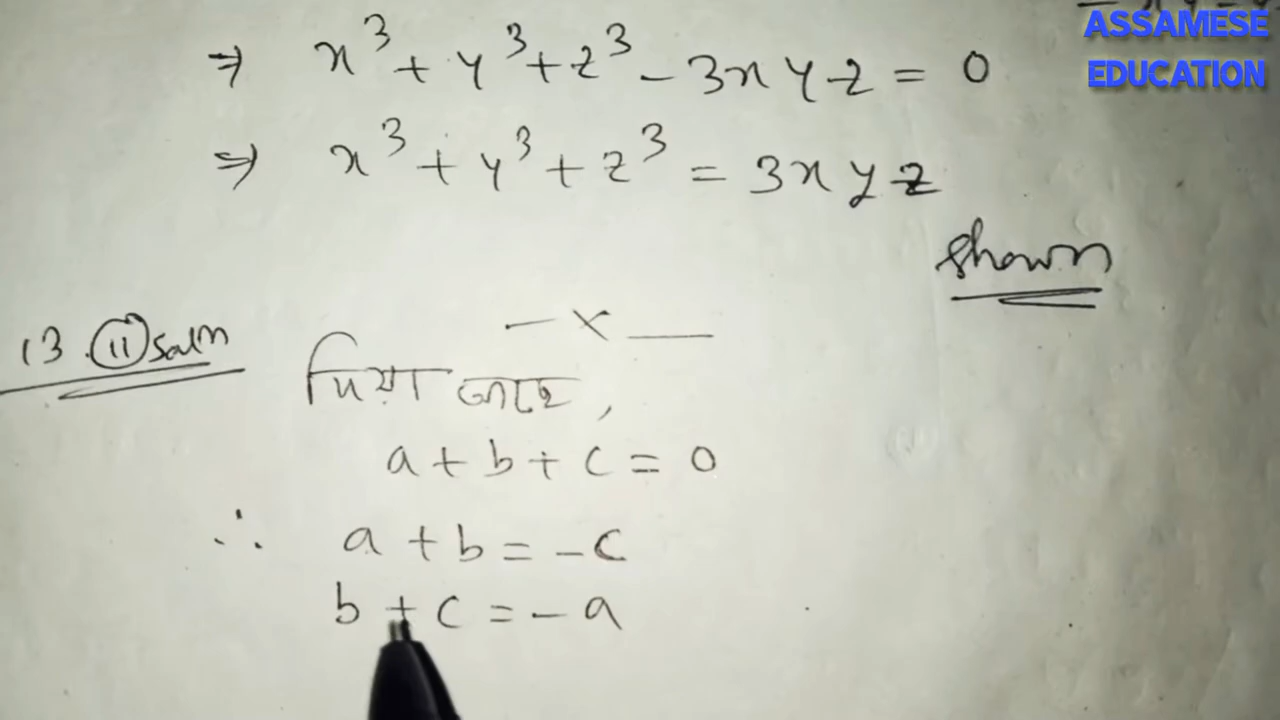 ASSAMESE
EDUCATION
⇒ x³ + y³ + z³ - 3xyz = 0
⇒ x³ + y³ + z³ = 3xyz
Shown
— x —
13. (ii) Soln
দিয়া আছে,
a + b + c = 0
∴ a + b = -c
b + c = -a